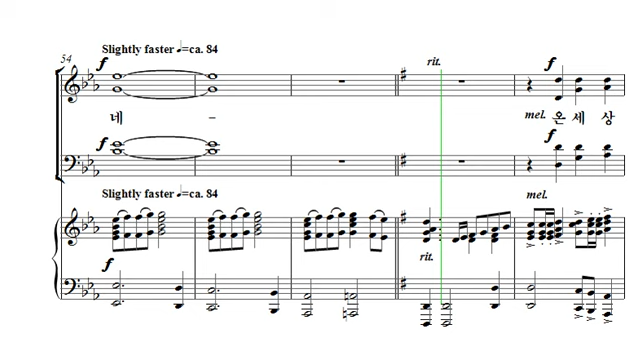 Slightly faster ♩=ca. 84
54
f
rit.
f
네 -
mel. 온 세 상
f
f
Slightly faster ♩=ca. 84
mel.
f
rit.